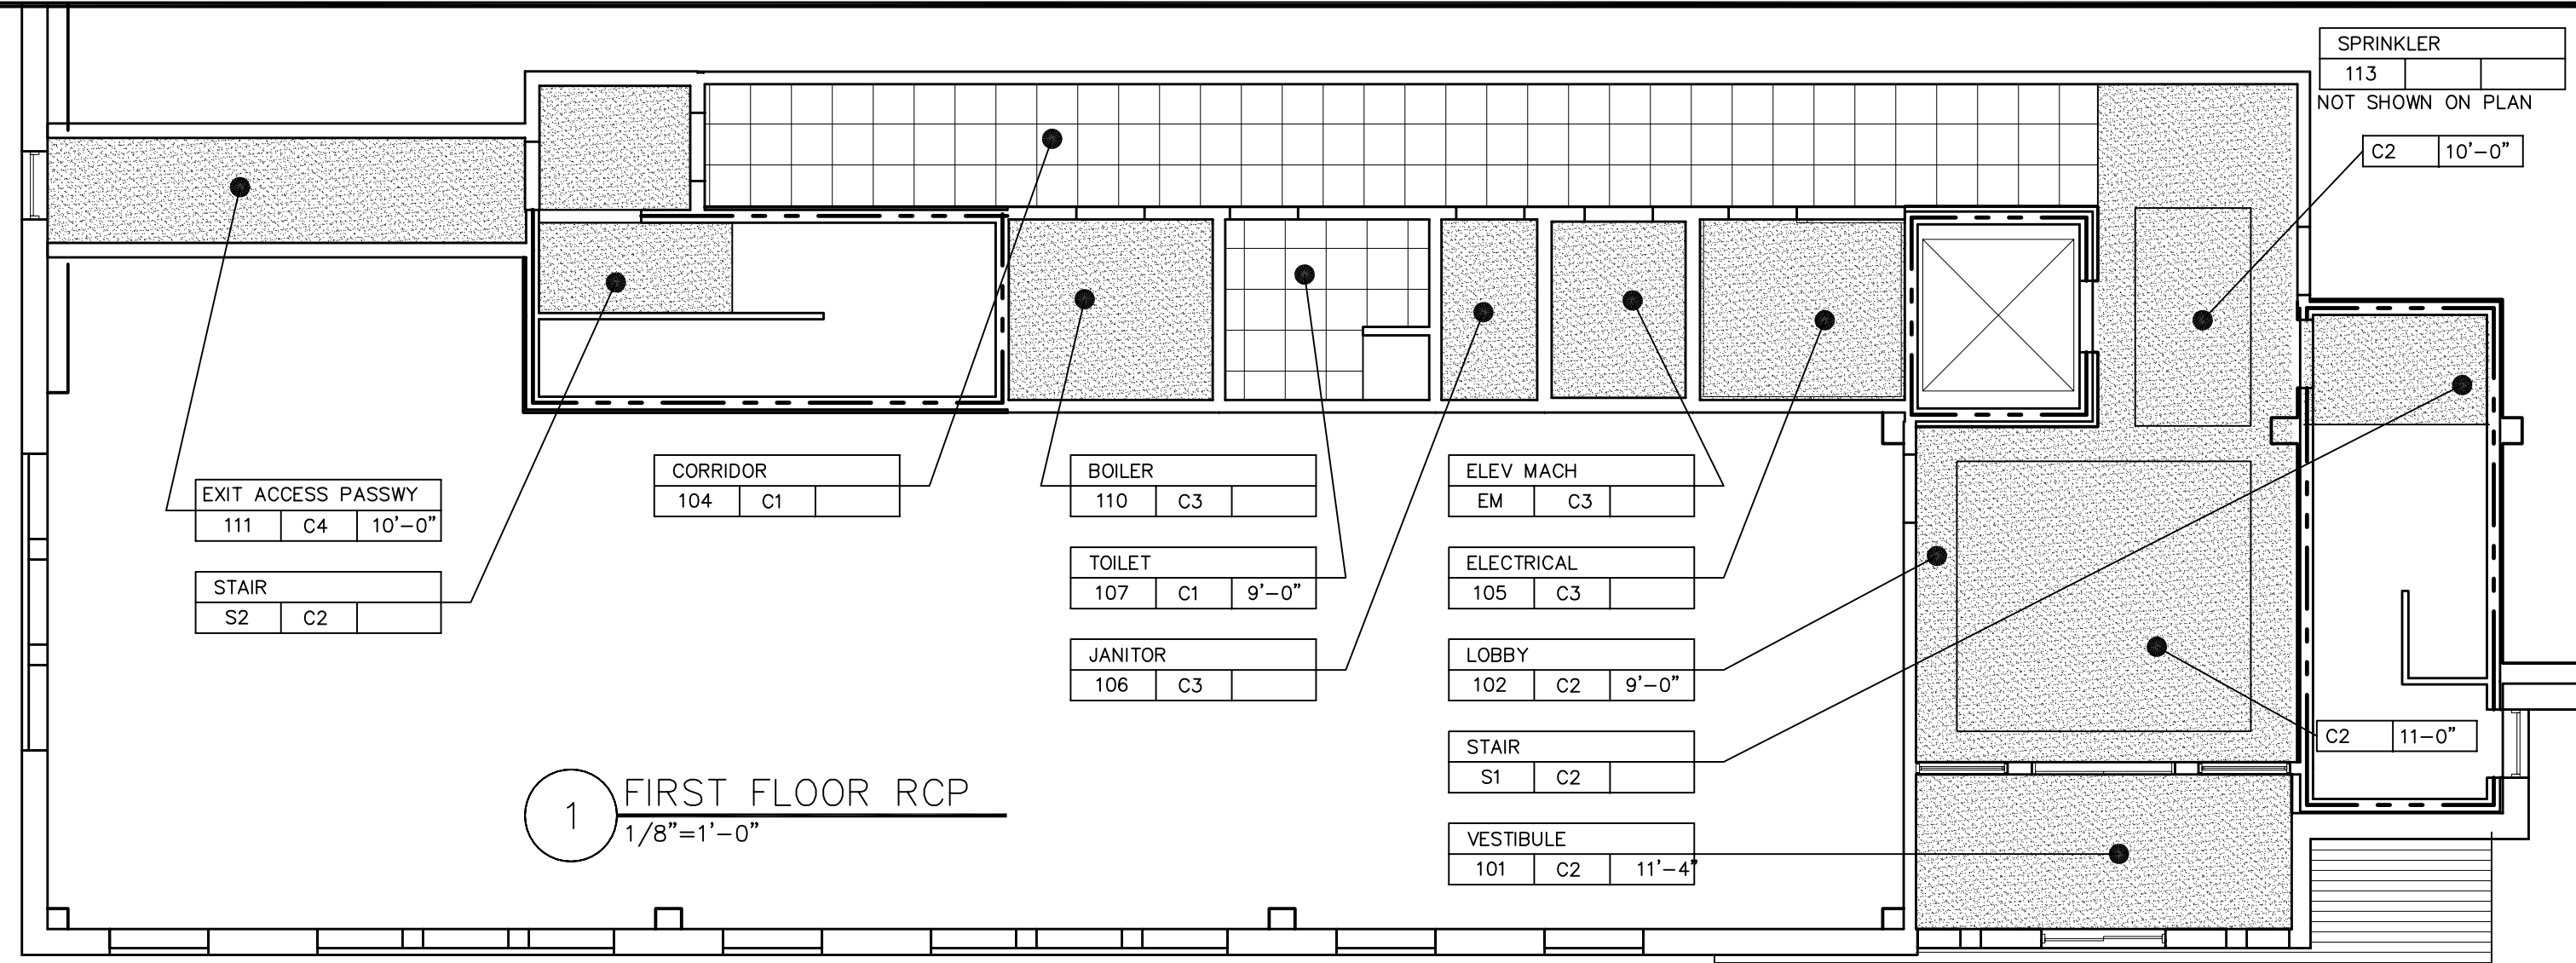 SPRINKLER
113
NOT SHOWN ON PLAN
C2 10'-0"
EXIT ACCESS PASSWY
111 C4 10'-0"
STAIR
S2 C2
CORRIDOR
104 C1
BOILER
110 C3
TOILET
107 C1 9'-0"
JANITOR
106 C3
ELEV MACH
EM C3
ELECTRICAL
105 C3
LOBBY
102 C2 9'-0"
STAIR
S1 C2
VESTIBULE
101 C2 11'-4"
C2 11-0"
1 FIRST FLOOR RCP
1/8"=1'-0"